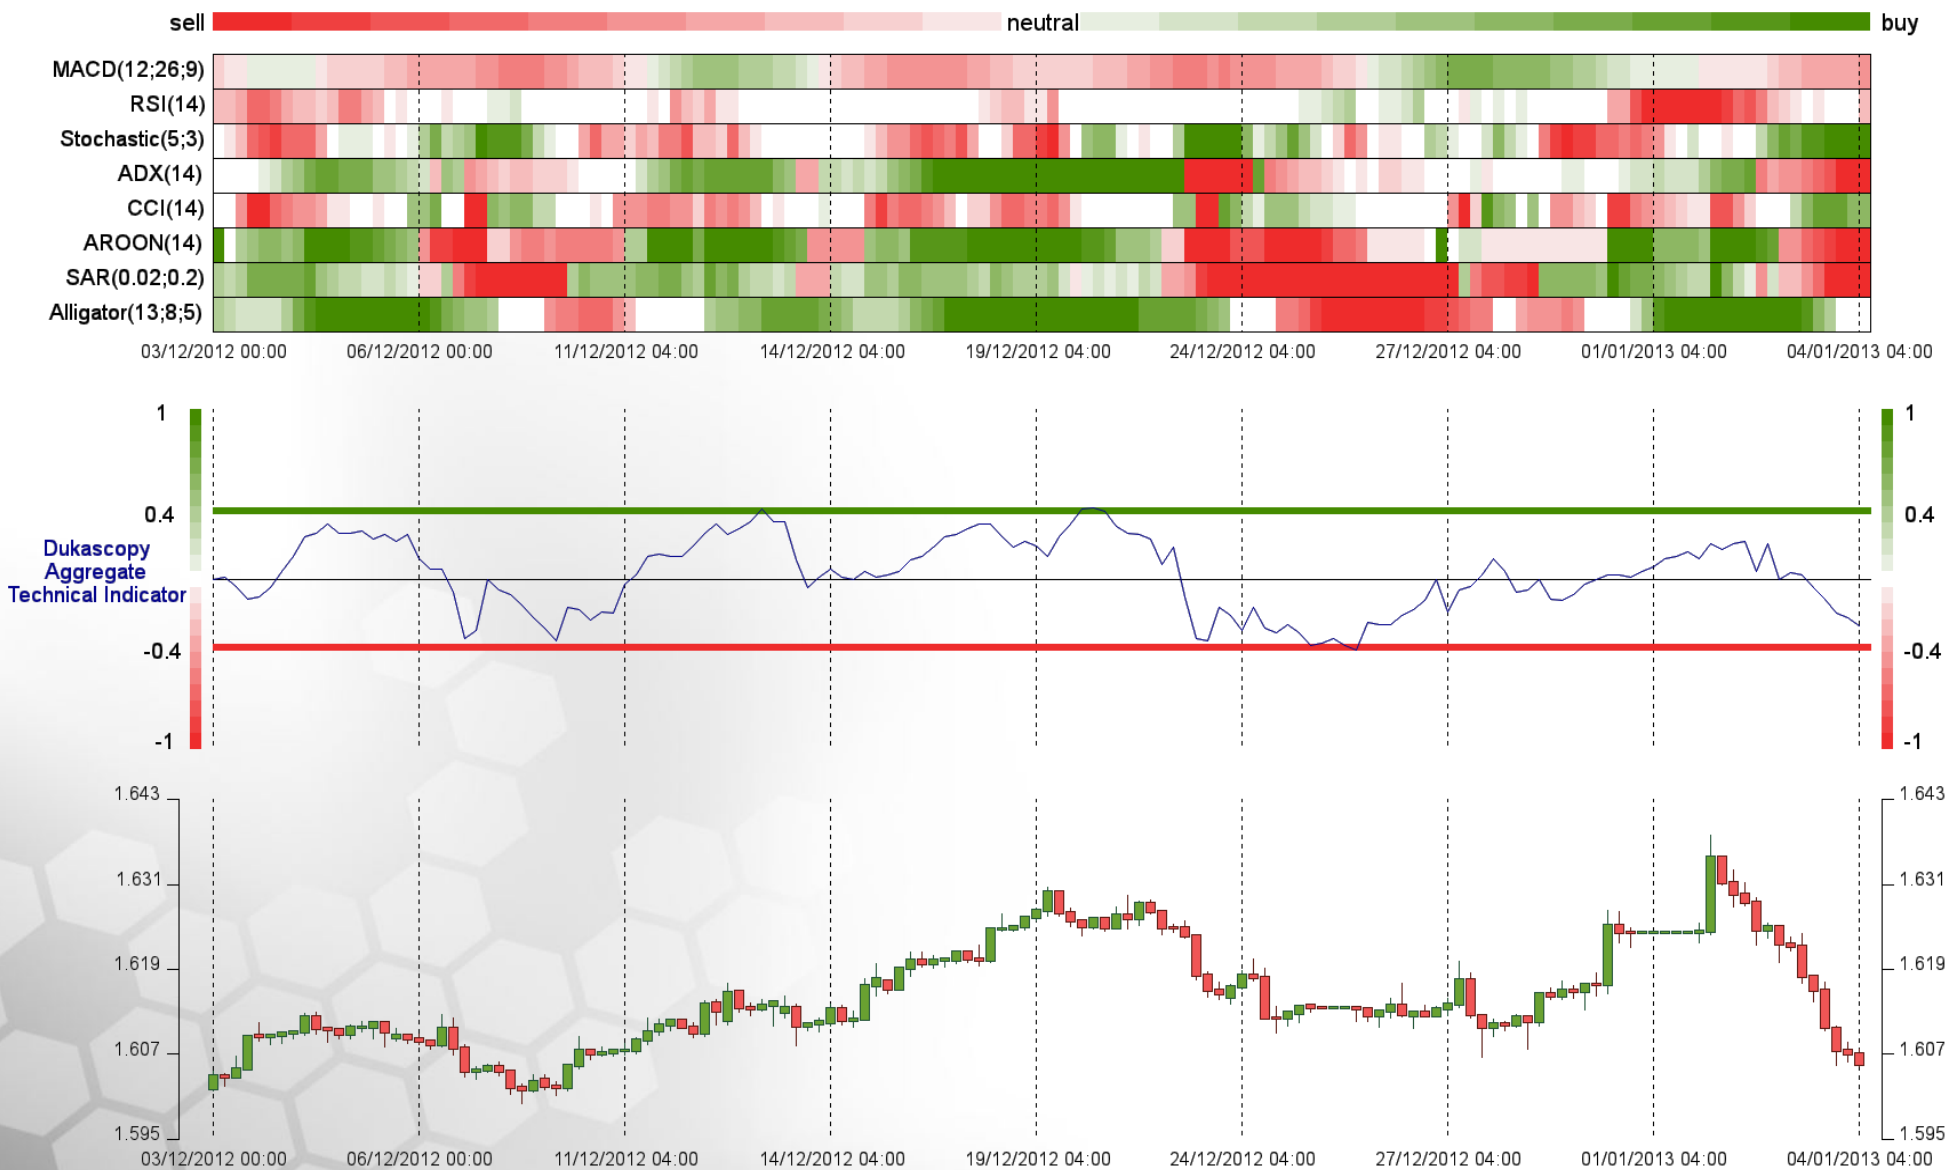 sell neutral buy
MACD(12;26;9)
RSI(14)
Stochastic(5;3)
ADX(14)
CCI(14)
AROON(14)
SAR(0.02;0.2)
Alligator(13;8;5)
03/12/2012 00:00 06/12/2012 00:00 11/12/2012 04:00 14/12/2012 04:00 19/12/2012 04:00 24/12/2012 04:00 27/12/2012 04:00 01/01/2013 04:00 04/01/2013 04:00
1 1
0.4 0.4
Dukascopy
Aggregate
Technical Indicator
-0.4 -0.4
-1 -1
1.643 1.643
1.631 1.631
1.619 1.619
1.607 1.607
1.595 1.595
03/12/2012 00:00 06/12/2012 00:00 11/12/2012 04:00 14/12/2012 04:00 19/12/2012 04:00 24/12/2012 04:00 27/12/2012 04:00 01/01/2013 04:00 04/01/2013 04:00